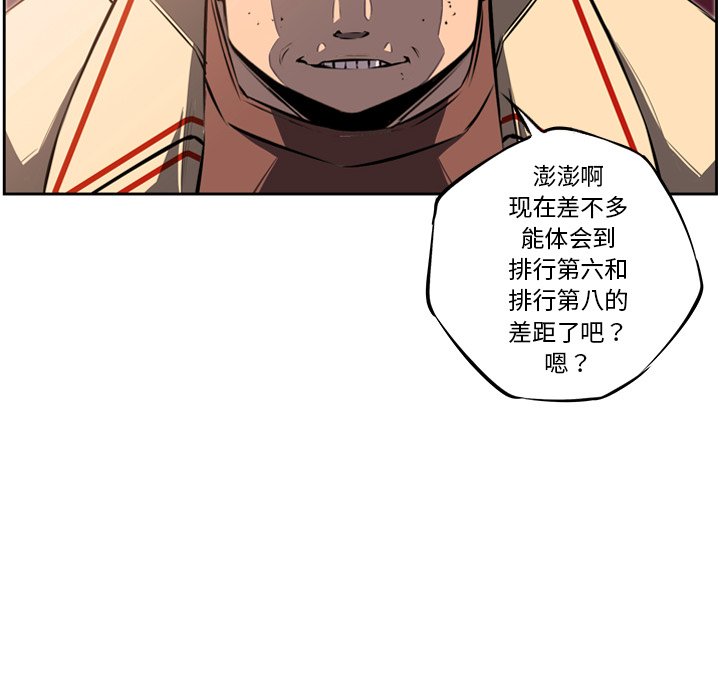 澎澎啊
现在差不多
能体会到
排行第六和
排行第八的
差距了吧？
嗯？